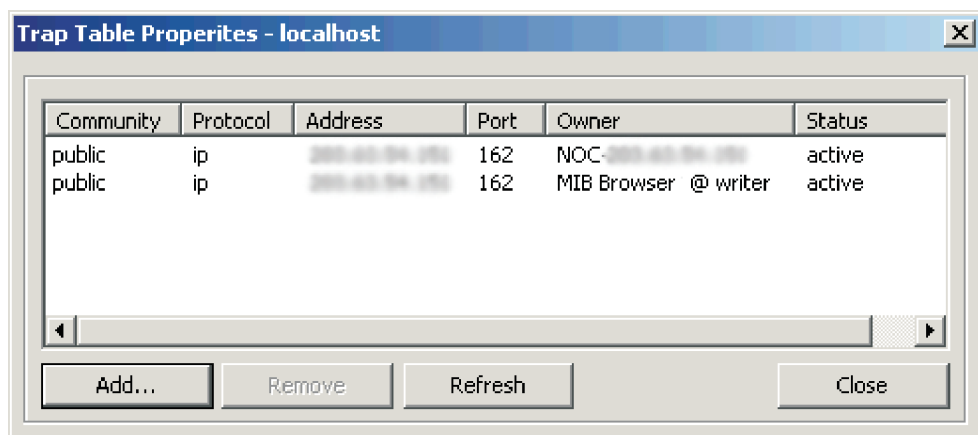 Trap Table Properites - localhost
Community Protocol Address Port Owner Status
public ip 162 NOC- active
public ip 162 MIB Browser @ writer active
Add... Remove Refresh Close